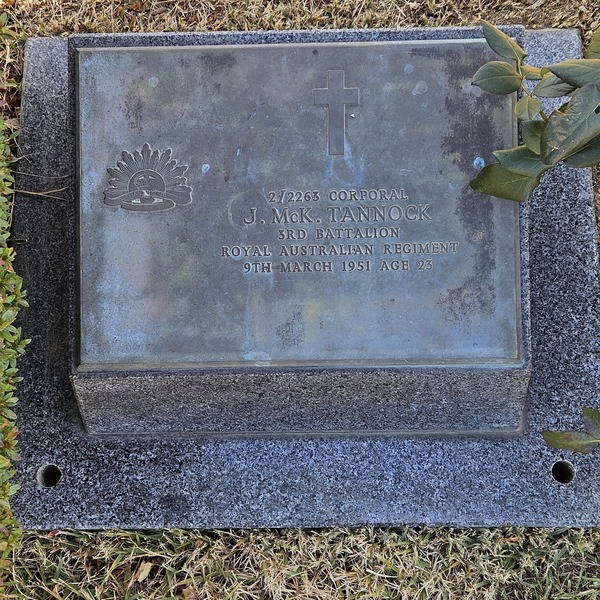 2/2263 CORPORAL
J. McK. TANNOCK
3RD BATTALION
ROYAL AUSTRALIAN REGIMENT
9TH MARCH 1951 AGE 23